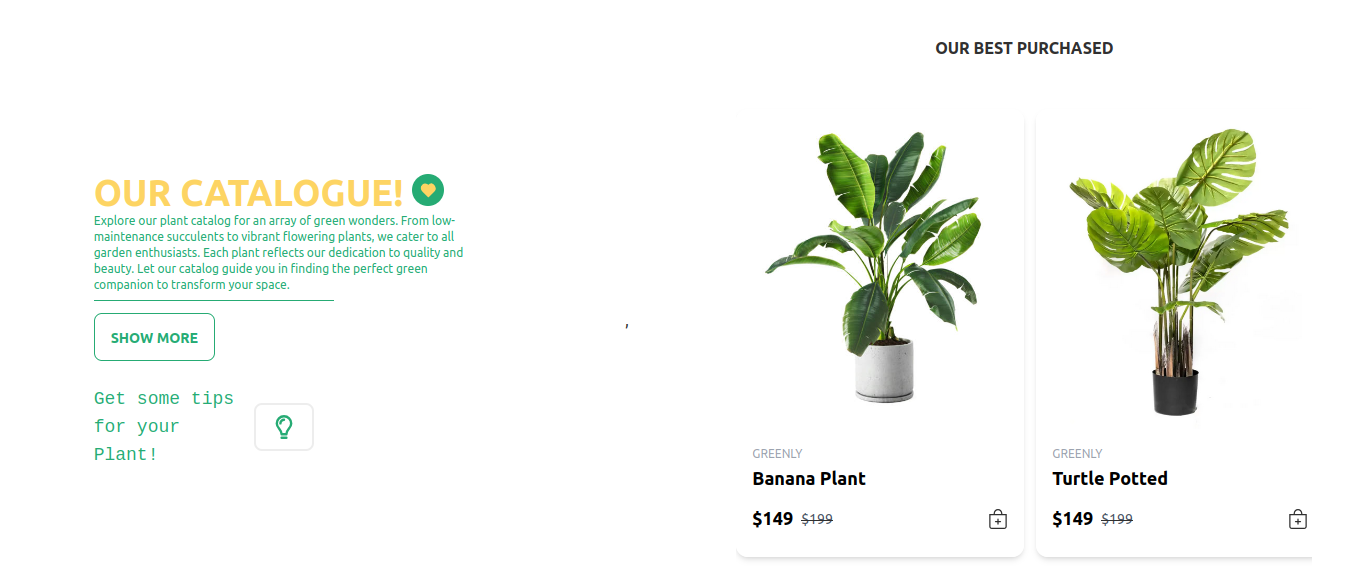 OUR BEST PURCHASED
OUR CATALOGUE!
Explore our plant catalog for an array of green wonders. From low-
maintenance succulents to vibrant flowering plants, we cater to all
garden enthusiasts. Each plant reflects our dedication to quality and
beauty. Let our catalog guide you in finding the perfect green
companion to transform your space.
SHOW MORE
Get some tips
for your
Plant!
,
GREENLY
Banana Plant
$149 $199
GREENLY
Turtle Potted
$149 $199